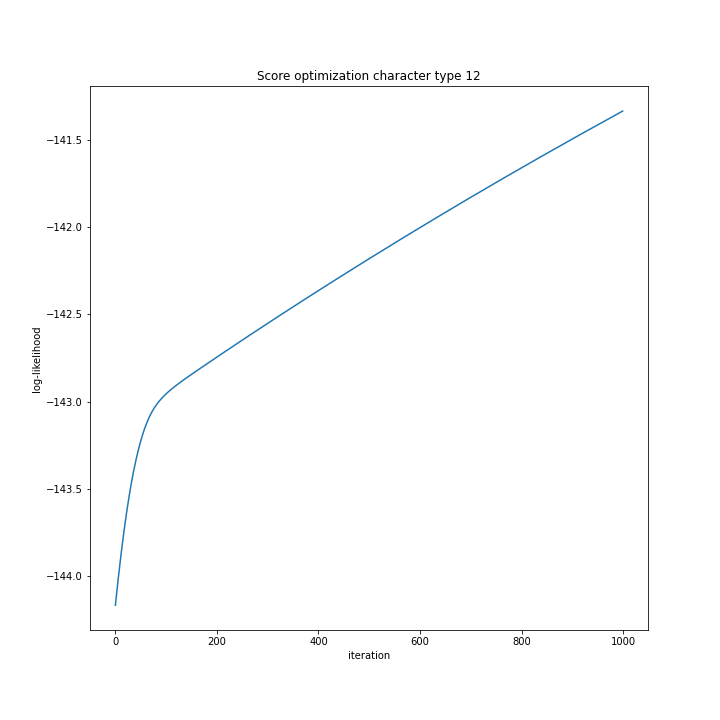 Score optimization character type 12
−141.5
−142.0
−142.5
−143.0
−143.5
−144.0
log-likelihood
0 200 400 600 800 1000
iteration